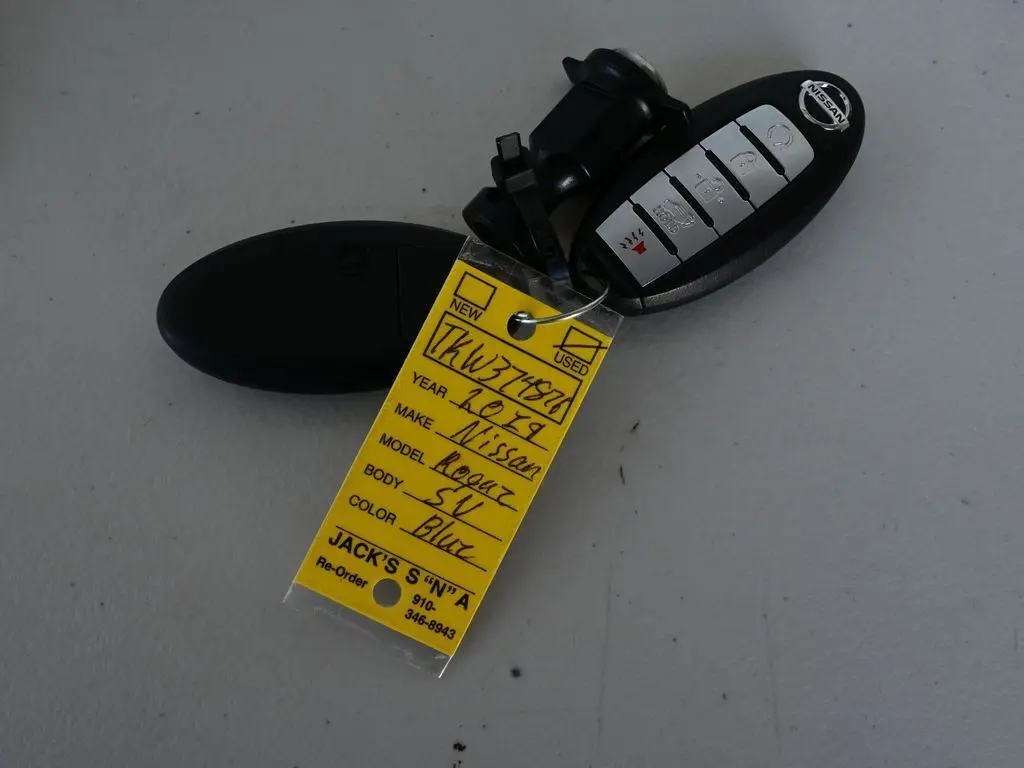 NISSAN
NEW
USED
TKW374826
YEAR 2019
MAKE Nissan
MODEL Rogue
BODY SV
COLOR Blue
JACK'S S "N" A
Re-Order 910-
346-8943